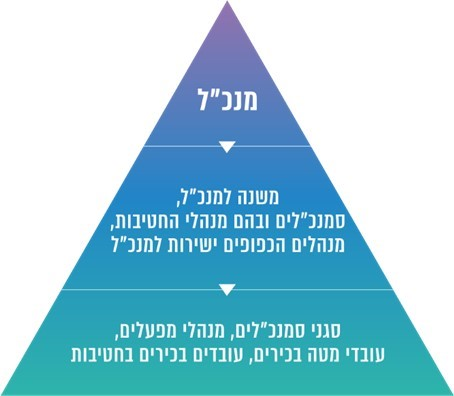 מנכ"ל
משנה למנכ"ל,
סמנכ"לים ובהם מנהלי החטיבות,
מנהלים הכפופים ישירות למנכ"ל
סגני סמנכ"לים, מנהלי מפעלים,
עובדי מטה בכירים, עובדים בכירים בחטיבות